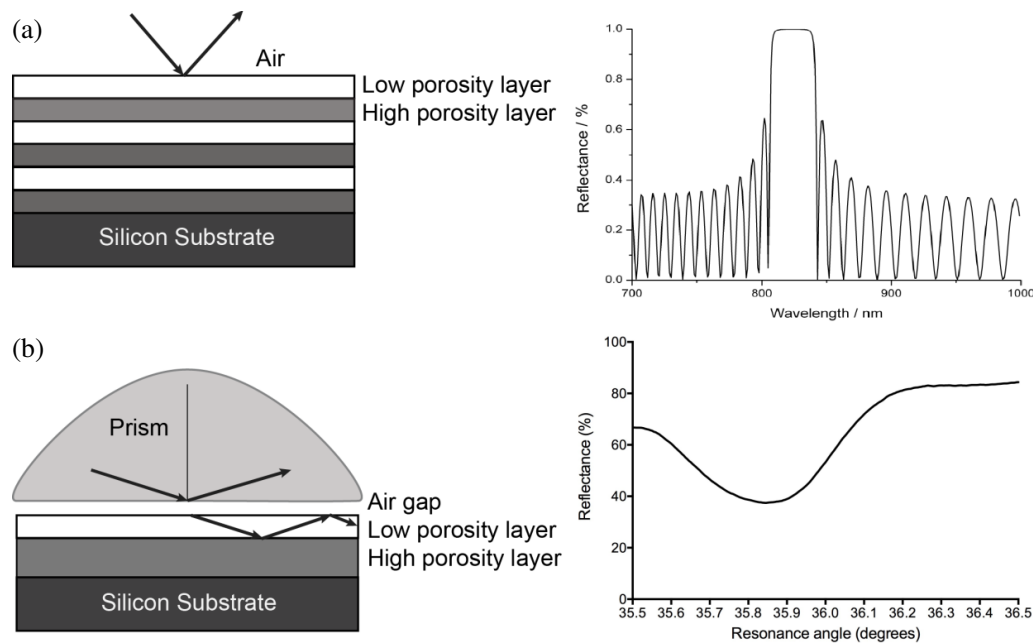 (a)
Air
Low porosity layer
High porosity layer
Silicon Substrate
Reflectance / %
1.0
0.8
0.6
0.4
0.2
0.0
700
800
900
1000
Wavelength / nm
(b)
Prism
Air gap
Low porosity layer
High porosity layer
Silicon Substrate
Reflectance (%)
100
80
60
40
20
0
35.5 35.6 35.7 35.8 35.9 36.0 36.1 36.2 36.3 36.4 36.5
Resonance angle (degrees)